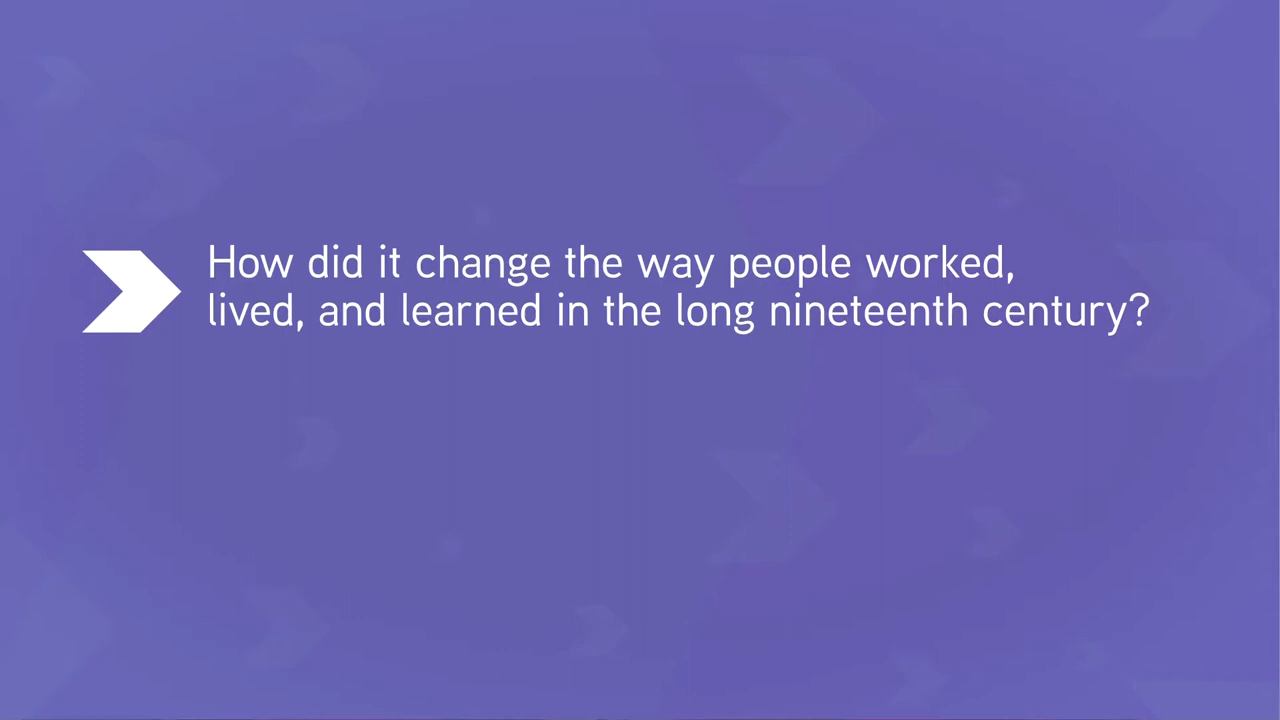 How did it change the way people worked,
lived, and learned in the long nineteenth century?